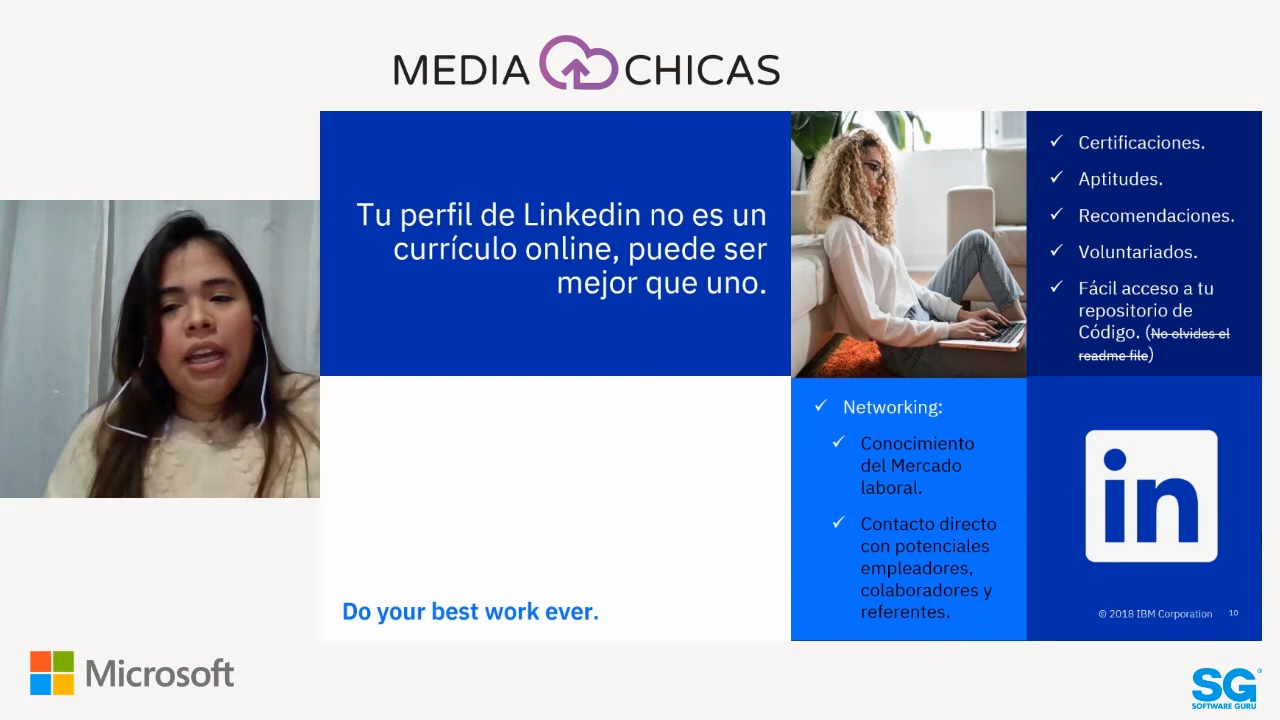 MEDIA CHICAS
Tu perfil de Linkedin no es un
currículo online, puede ser
mejor que uno.
Do your best work ever.
✓ Networking:
✓ Conocimiento
del Mercado
laboral.
✓ Contacto directo
con potenciales
empleadores,
colaboradores y
referentes.
✓ Certificaciones.
✓ Aptitudes.
✓ Recomendaciones.
✓ Voluntariados.
✓ Fácil acceso a tu
repositorio de
Código. (No olvides el
readme file)
in
© 2018 IBM Corporation 10
Microsoft
SG
SOFTWARE GURU